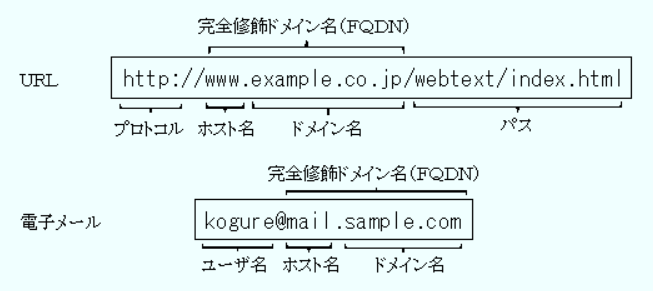 完全修飾ドメイン名(FQDN)
URL
http://www.example.co.jp/webtext/index.html
プロトコル ホスト名 ドメイン名 パス
完全修飾ドメイン名(FQDN)
電子メール
kogure@mail.sample.com
ユーザ名 ホスト名 ドメイン名